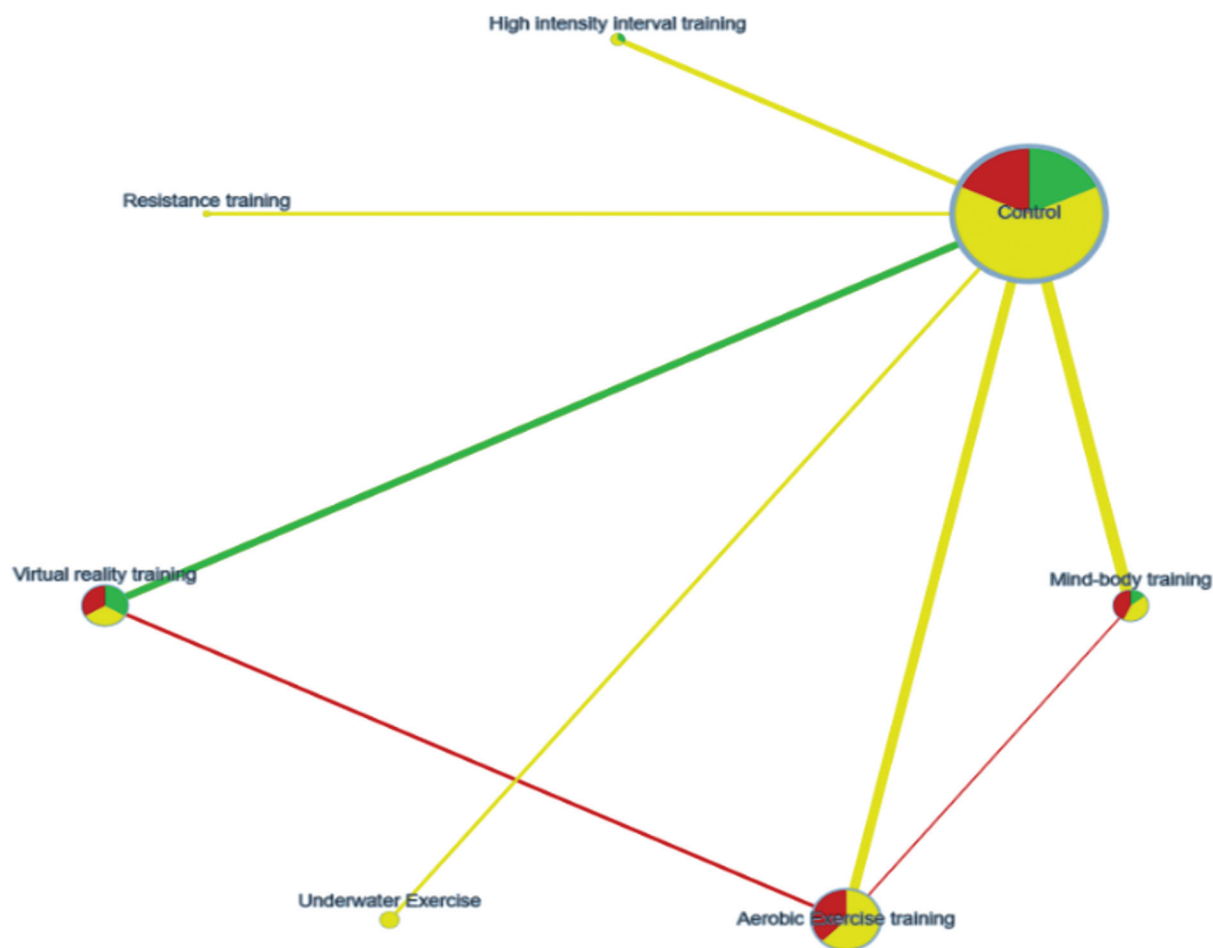 High intensity interval training
Resistance training
Control
Virtual reality training
Mind-body training
Underwater Exercise
Aerobic Exercise training